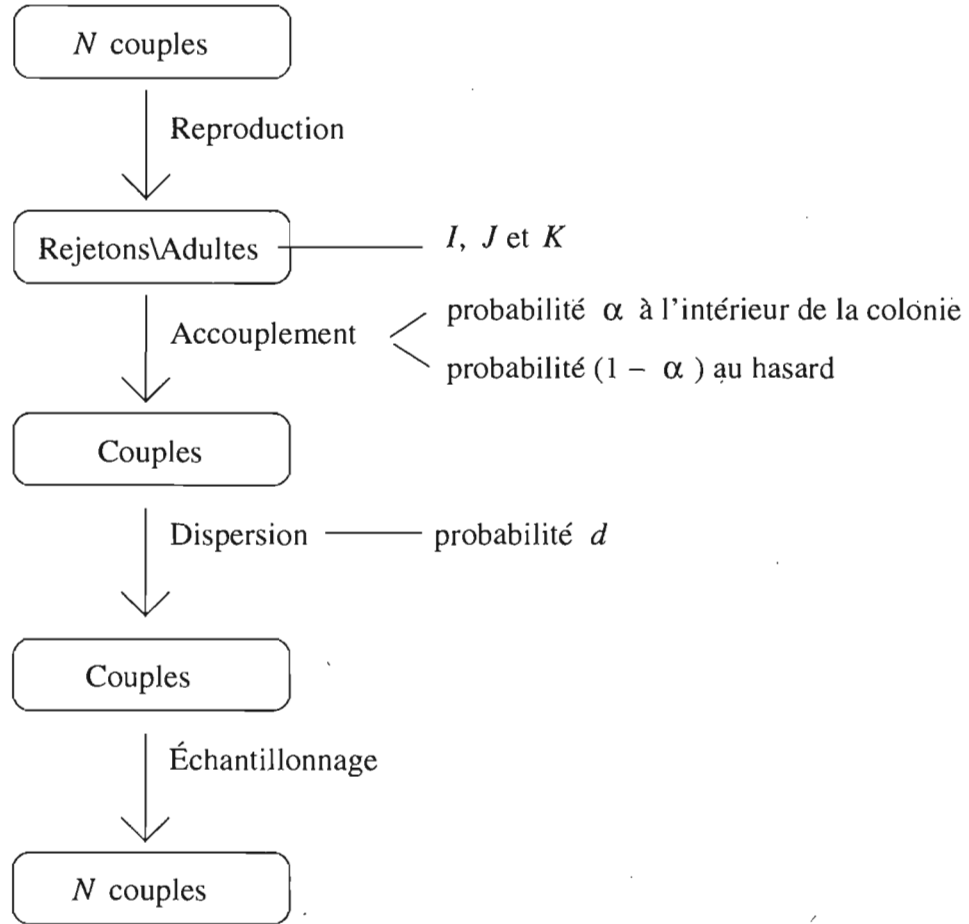 N couples
Reproduction
Rejetons\Adultes
I, J et K
Accouplement
probabilité α à l'intérieur de la colonie
probabilité (1 − α ) au hasard
Couples
Dispersion
probabilité d
Couples
Échantillonnage
N couples